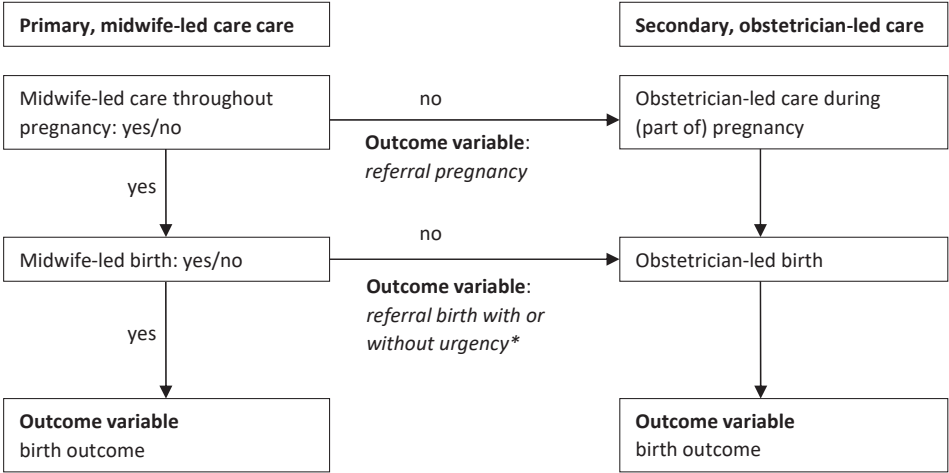 Primary, midwife-led care care
Secondary, obstetrician-led care
Midwife-led care throughout
pregnancy: yes/no
no
Outcome variable:
referral pregnancy
Obstetrician-led care during
(part of) pregnancy
yes
Midwife-led birth: yes/no
no
Outcome variable:
referral birth with or
without urgency*
Obstetrician-led birth
yes
Outcome variable
birth outcome
Outcome variable
birth outcome